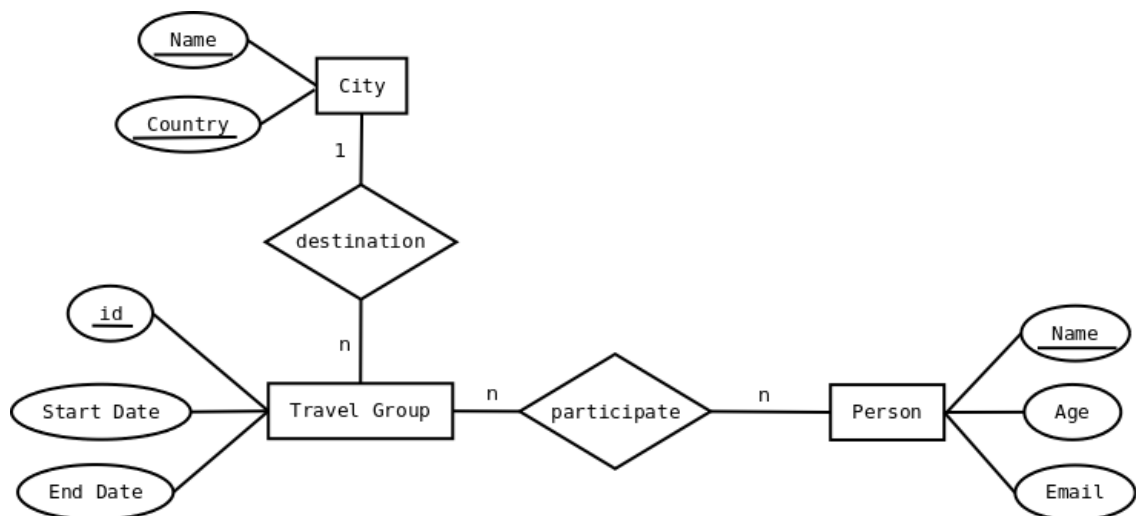 Name
City
Country
1
destination
id
n
Name
n
n
Start Date
Travel Group
participate
Person
Age
End Date
Email